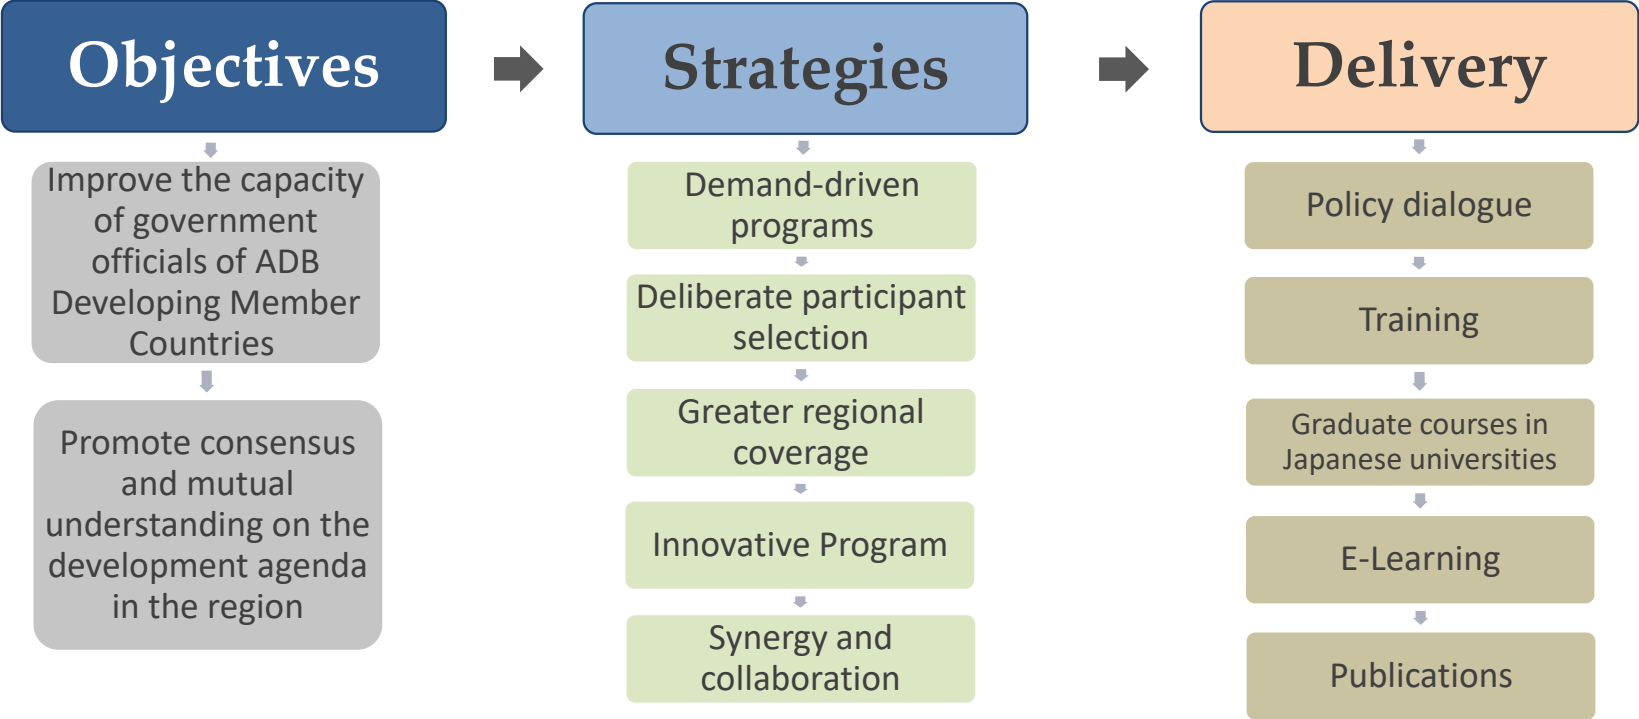 Objectives
Improve the capacity
of government
officials of ADB
Developing Member
Countries
Promote consensus
and mutual
understanding on the
development agenda
in the region
Strategies
Demand-driven
programs
Deliberate participant
selection
Greater regional
coverage
Innovative Program
Synergy and
collaboration
Delivery
Policy dialogue
Training
Graduate courses in
Japanese universities
E-Learning
Publications